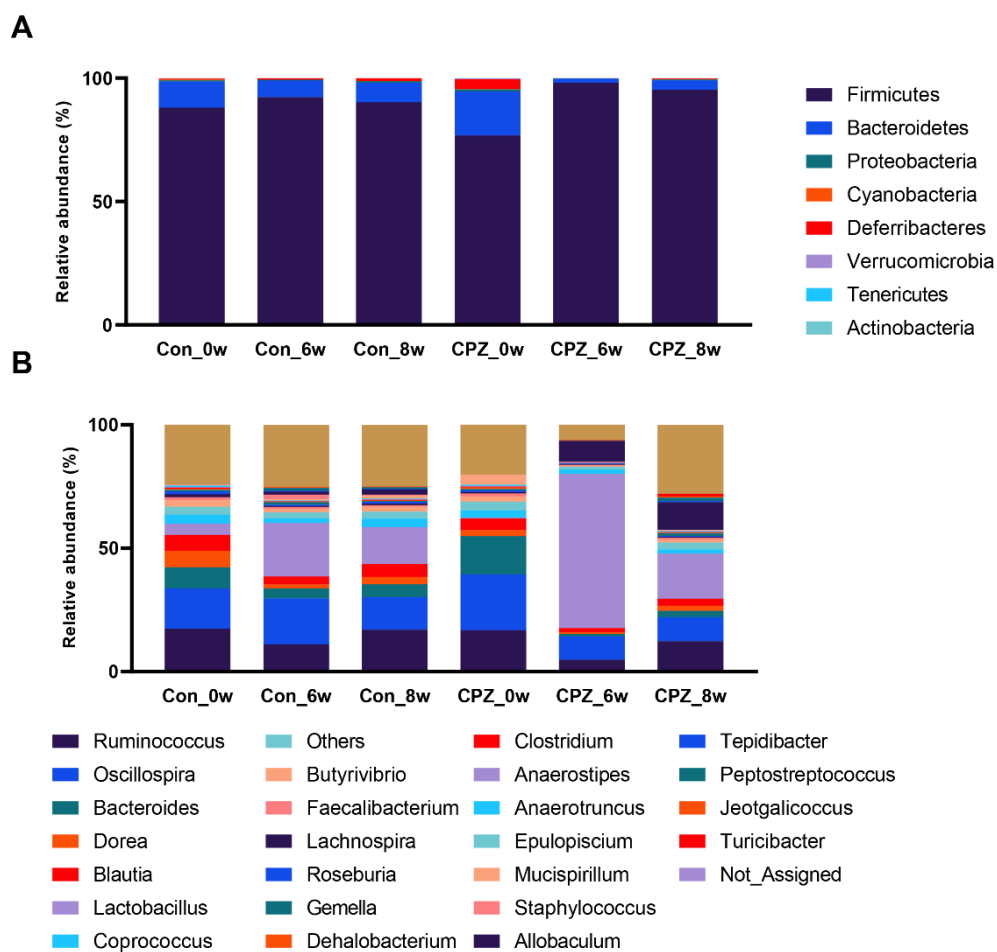 A
Relative abundance (%)
100
50
0
Con_0w Con_6w Con_8w CPZ_0w CPZ_6w CPZ_8w
Firmicutes
Bacteroidetes
Proteobacteria
Cyanobacteria
Deferribacteres
Verrucomicrobia
Tenericutes
Actinobacteria
B
Relative abundance (%)
100
50
0
Con_0w Con_6w Con_8w CPZ_0w CPZ_6w CPZ_8w
Ruminococcus Others Clostridium Tepidibacter
Oscillospira Butyrivibrio Anaerostipes Peptostreptococcus
Bacteroides Faecalibacterium Anaerotruncus Jeotgalicoccus
Dorea Lachnospira Epulopiscium Turicibacter
Blautia Roseburia Mucispirillum Not_Assigned
Lactobacillus Gemella Staphylococcus
Coprococcus Dehalobacterium Allobaculum